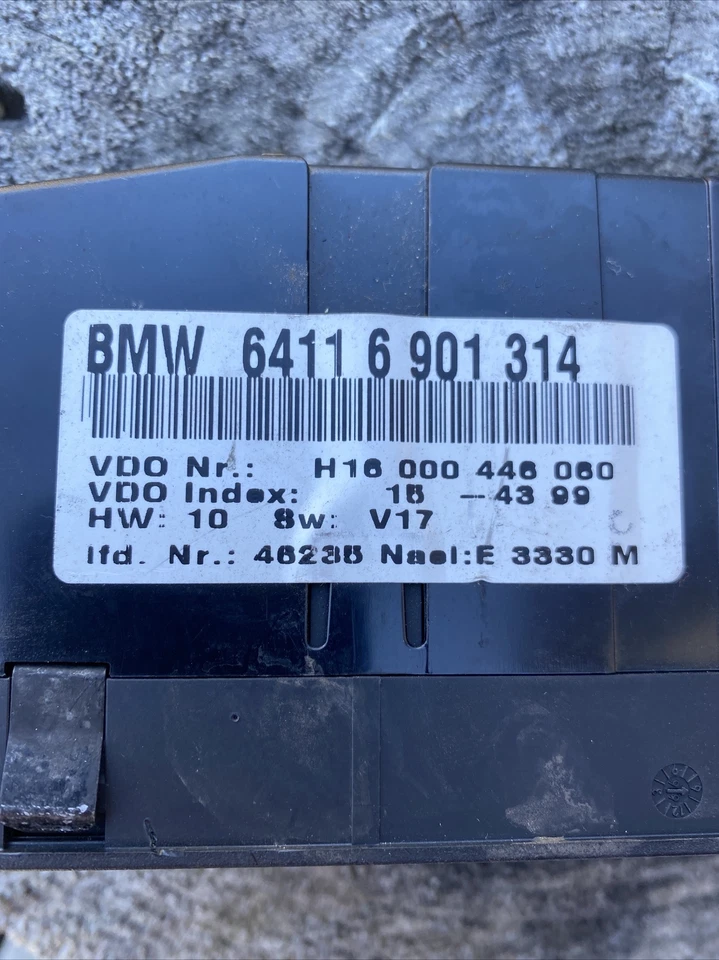 BMW 6411 6 901 314
VDO Nr.: H16 000 446 060
VDO Index: 15 -43 99
HW: 10 Sw: V17
lfd. Nr.: 46235 Nael:E 3330 M